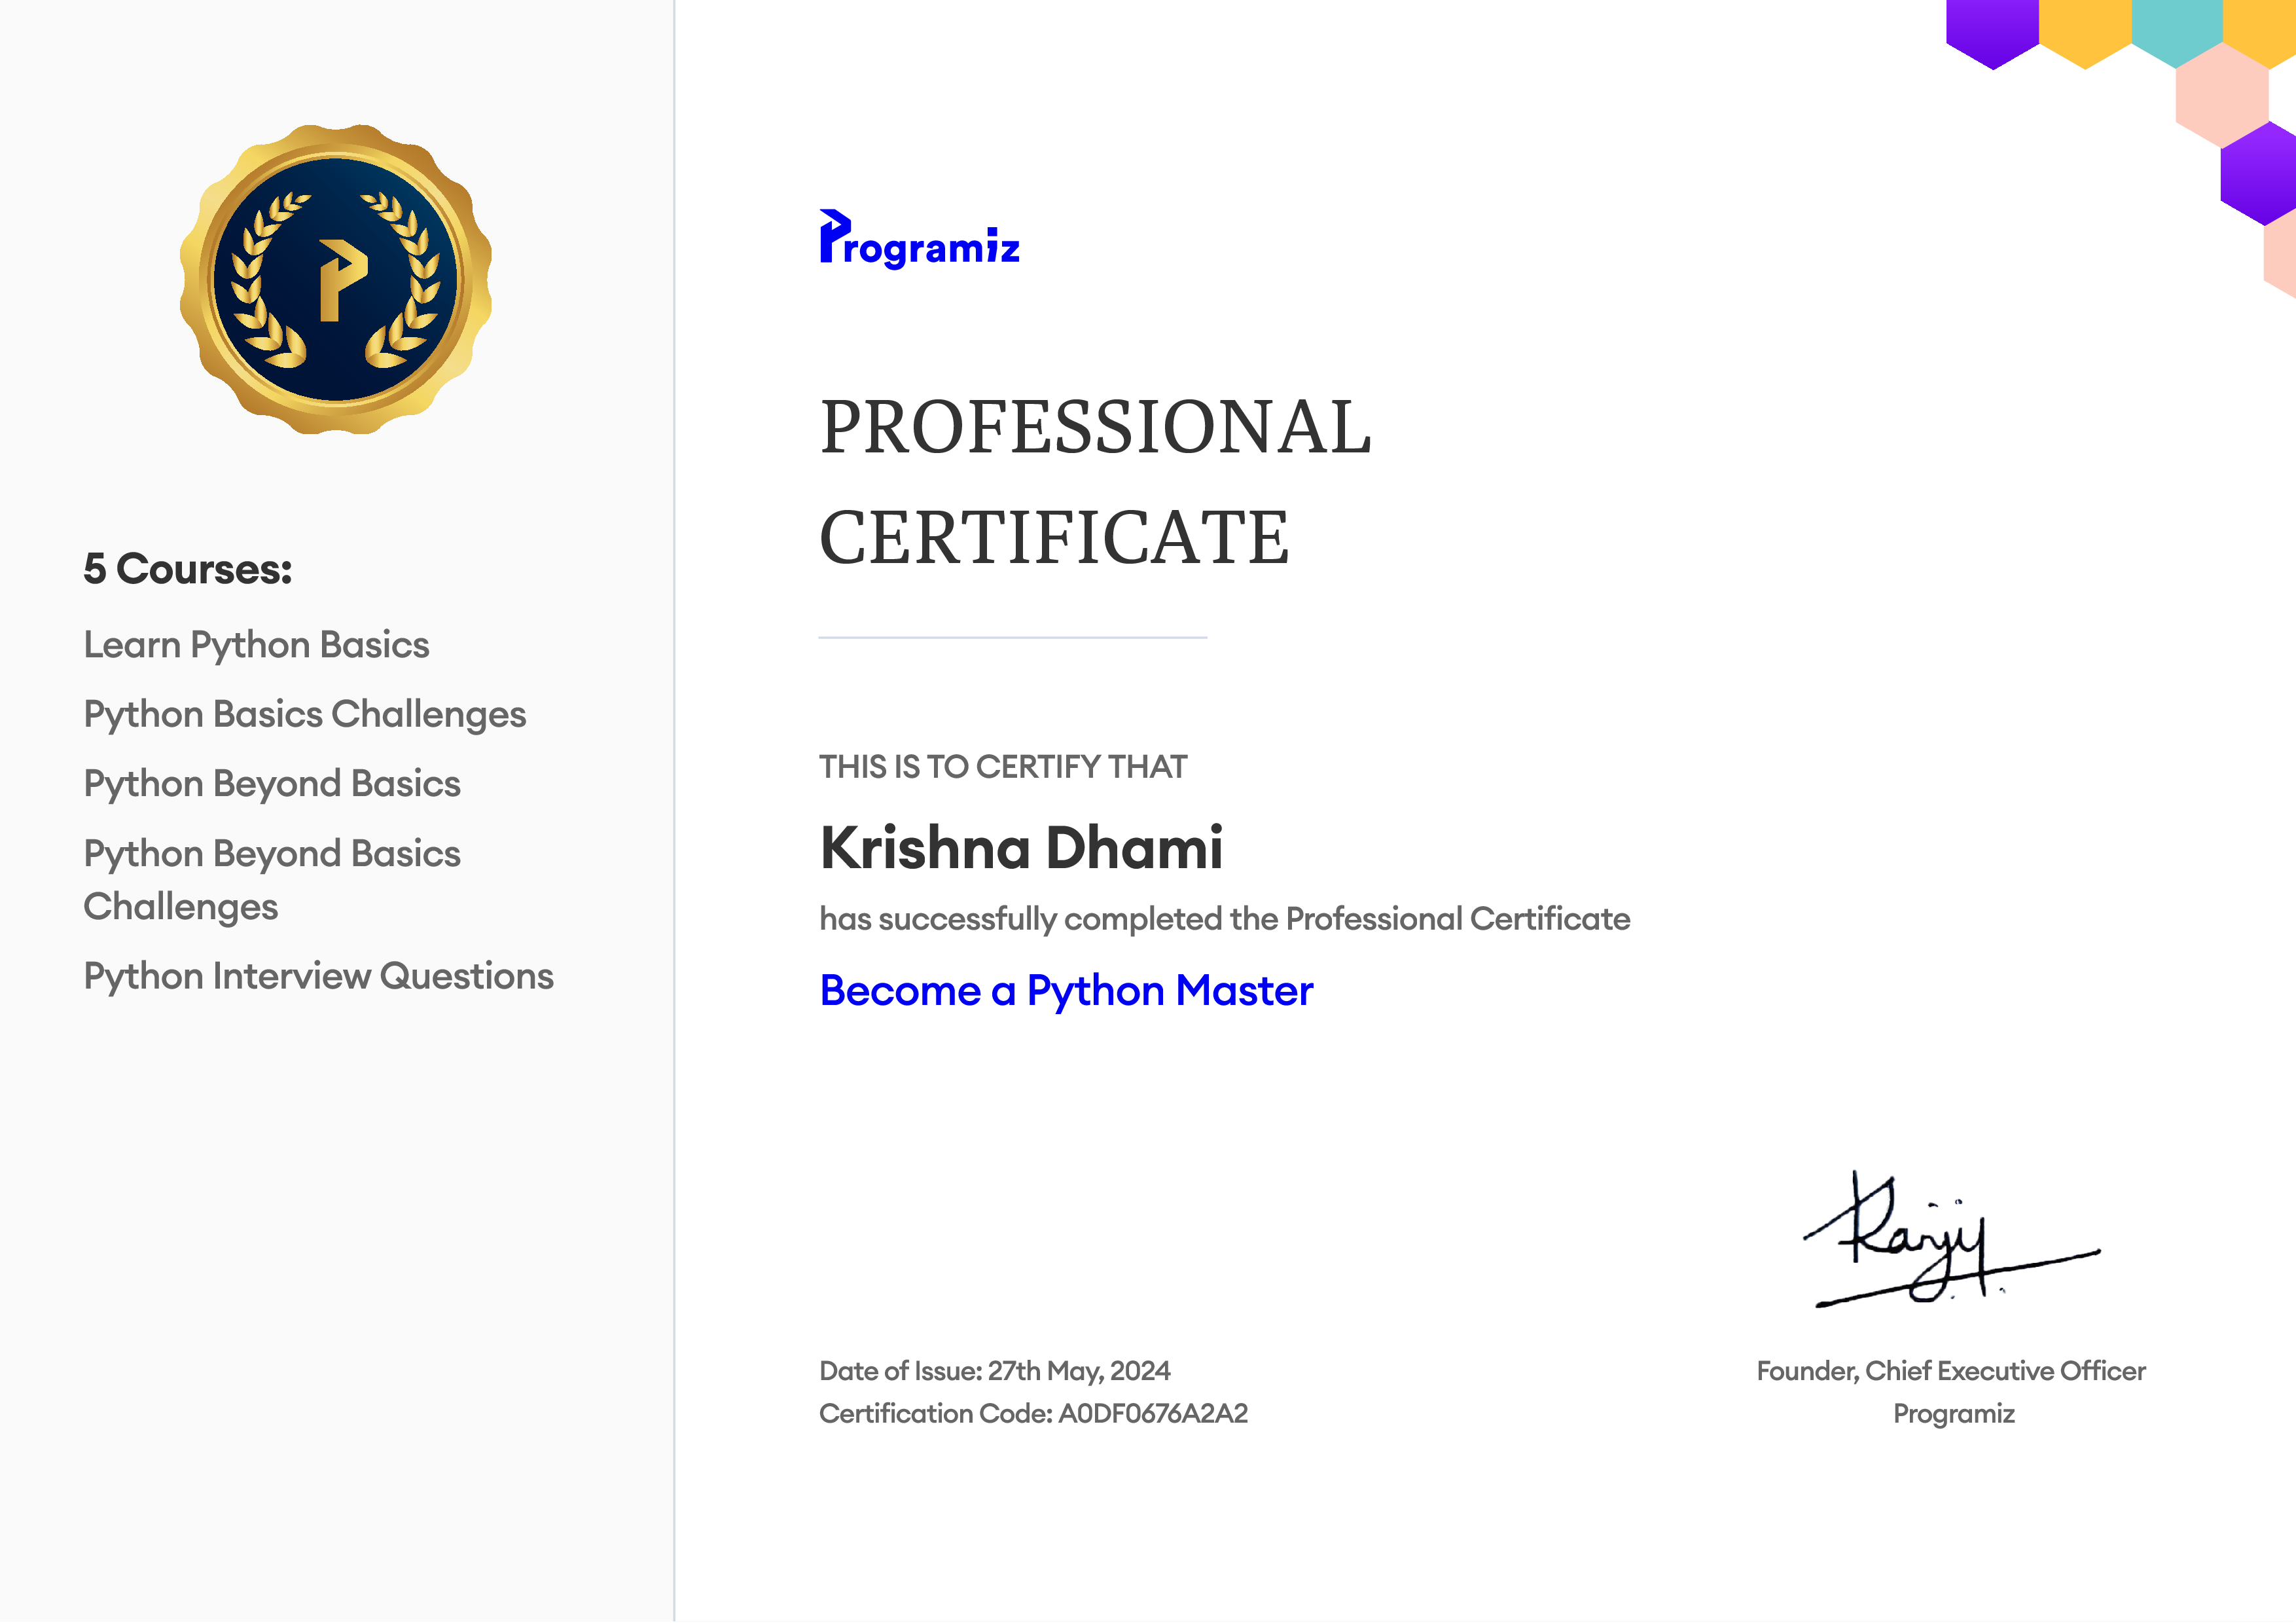 5 Courses:
Learn Python Basics
Python Basics Challenges
Python Beyond Basics
Python Beyond Basics
Challenges
Python Interview Questions
Programiz
PROFESSIONAL
CERTIFICATE
THIS IS TO CERTIFY THAT
Krishna Dhami
has successfully completed the Professional Certificate
Become a Python Master
Date of Issue: 27th May, 2024
Certification Code: A0DF0676A2A2
Founder, Chief Executive Officer
Programiz